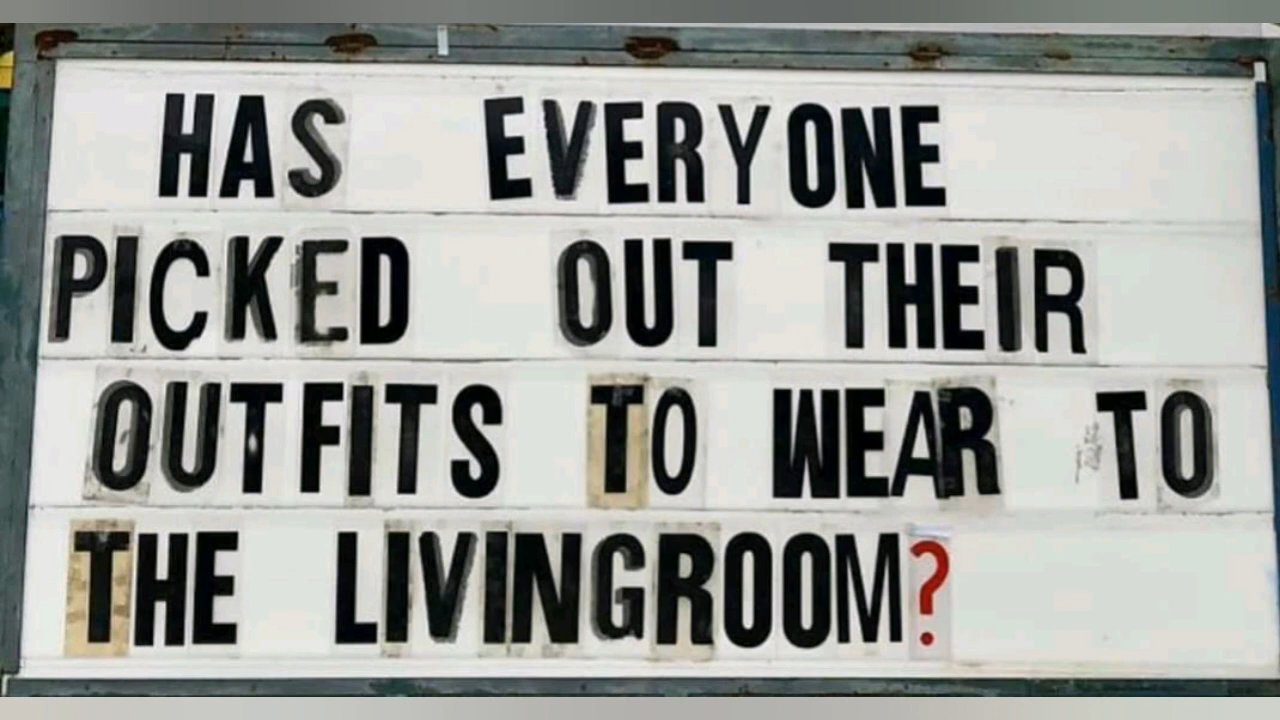 HAS EVERYONE
PICKED OUT THEIR
OUTFITS TO WEAR TO
THE LIVINGROOM?